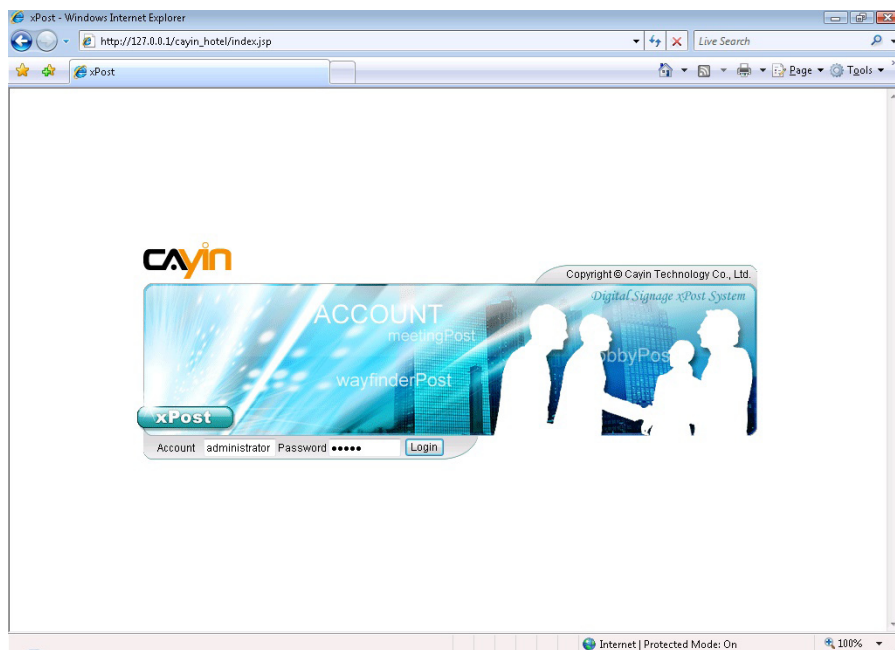 xPost - Windows Internet Explorer
http://127.0.0.1/cayin_hotel/index.jsp
Live Search
xPost
Page
Tools
CAyin
Copyright © Cayin Technology Co., Ltd.
Digital Signage xPost System
ACCOUNT
meetingPost
obbyPos
wayfinderPost
xPost
Account administrator Password ●●●●● Login
Internet | Protected Mode: On
100%